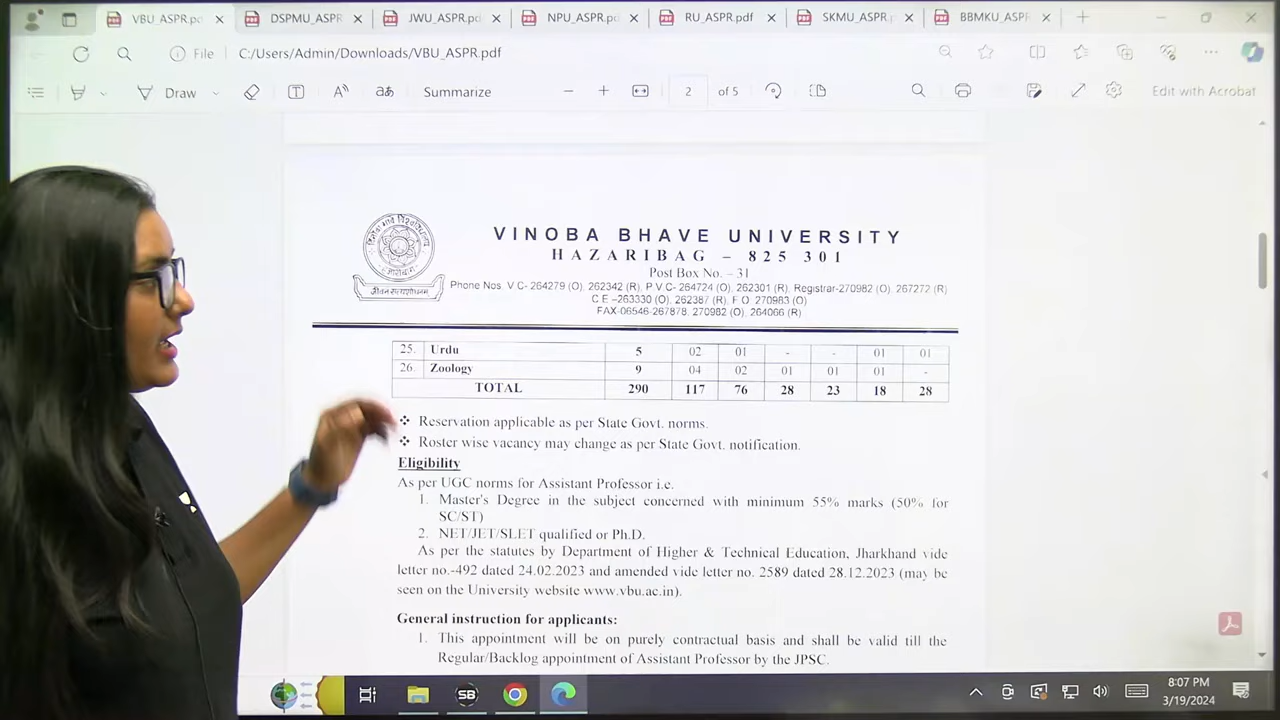 VBU_ASPR.pc
DSPMU_ASPR
JWU_ASPR.pd
NPU_ASPR.pd
RU_ASPR.pdf
SKMU_ASPR.
BBMKU_ASPF
File
C:/Users/Admin/Downloads/VBU_ASPR.pdf
Draw
Summarize
2 of 5
Edit with Acrobat
VINOBA BHAVE UNIVERSITY
HAZARIBAG – 825 301
Post Box No. – 31
Phone Nos. V C- 264279 (O), 262342 (R), P V C- 264724 (O), 262301 (R), Registrar-270982 (O), 267272 (R)
C E –263330 (O), 262387 (R), F O 270983 (O)
FAX-06546-267878, 270982 (O), 264066 (R)
25. Urdu 5 02 01 - - 01 01
26. Zoology 9 04 02 01 01 01 -
TOTAL 290 117 76 28 23 18 28
Reservation applicable as per State Govt. norms.
Roster wise vacancy may change as per State Govt. notification.
Eligibility
As per UGC norms for Assistant Professor i.e.
1. Master's Degree in the subject concerned with minimum 55% marks (50% for
SC/ST)
2. NET/JET/SLET qualified or Ph.D.
As per the statutes by Department of Higher & Technical Education, Jharkhand vide
letter no.-492 dated 24.02.2023 and amended vide letter no. 2589 dated 28.12.2023 (may be
seen on the University website www.vbu.ac.in).
General instruction for applicants:
1. This appointment will be on purely contractual basis and shall be valid till the
Regular/Backlog appointment of Assistant Professor by the JPSC.
SB
8:07 PM
3/19/2024